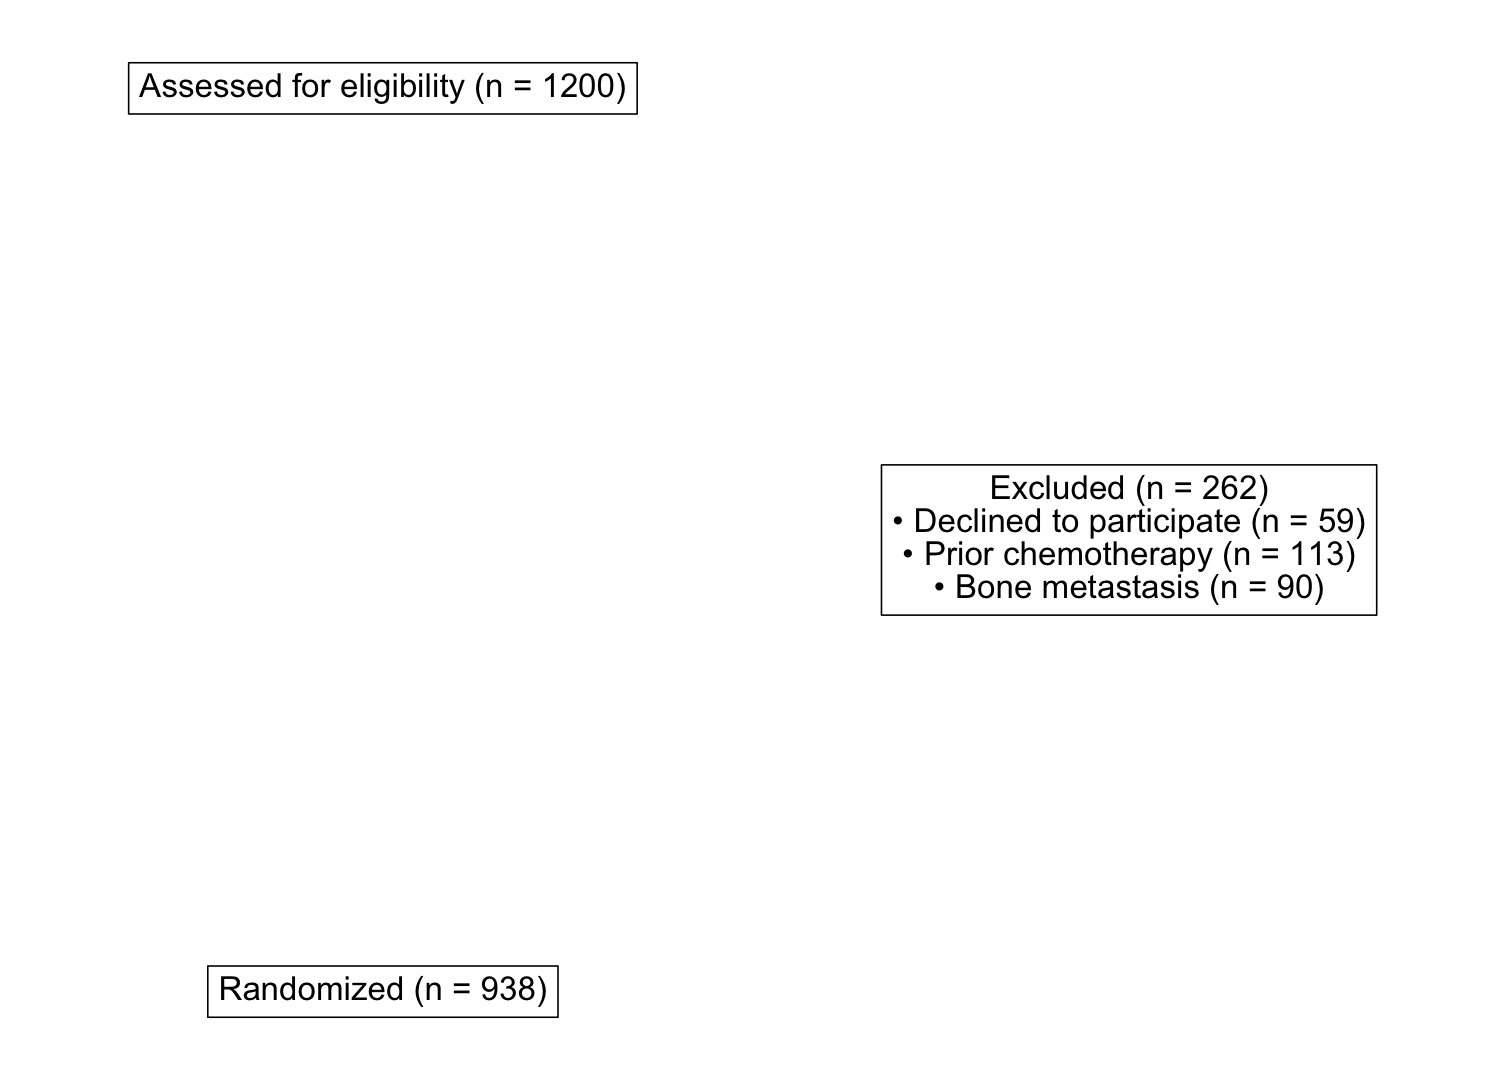 Assessed for eligibility (n = 1200)
Excluded (n = 262)
• Declined to participate (n = 59)
• Prior chemotherapy (n = 113)
• Bone metastasis (n = 90)
Randomized (n = 938)